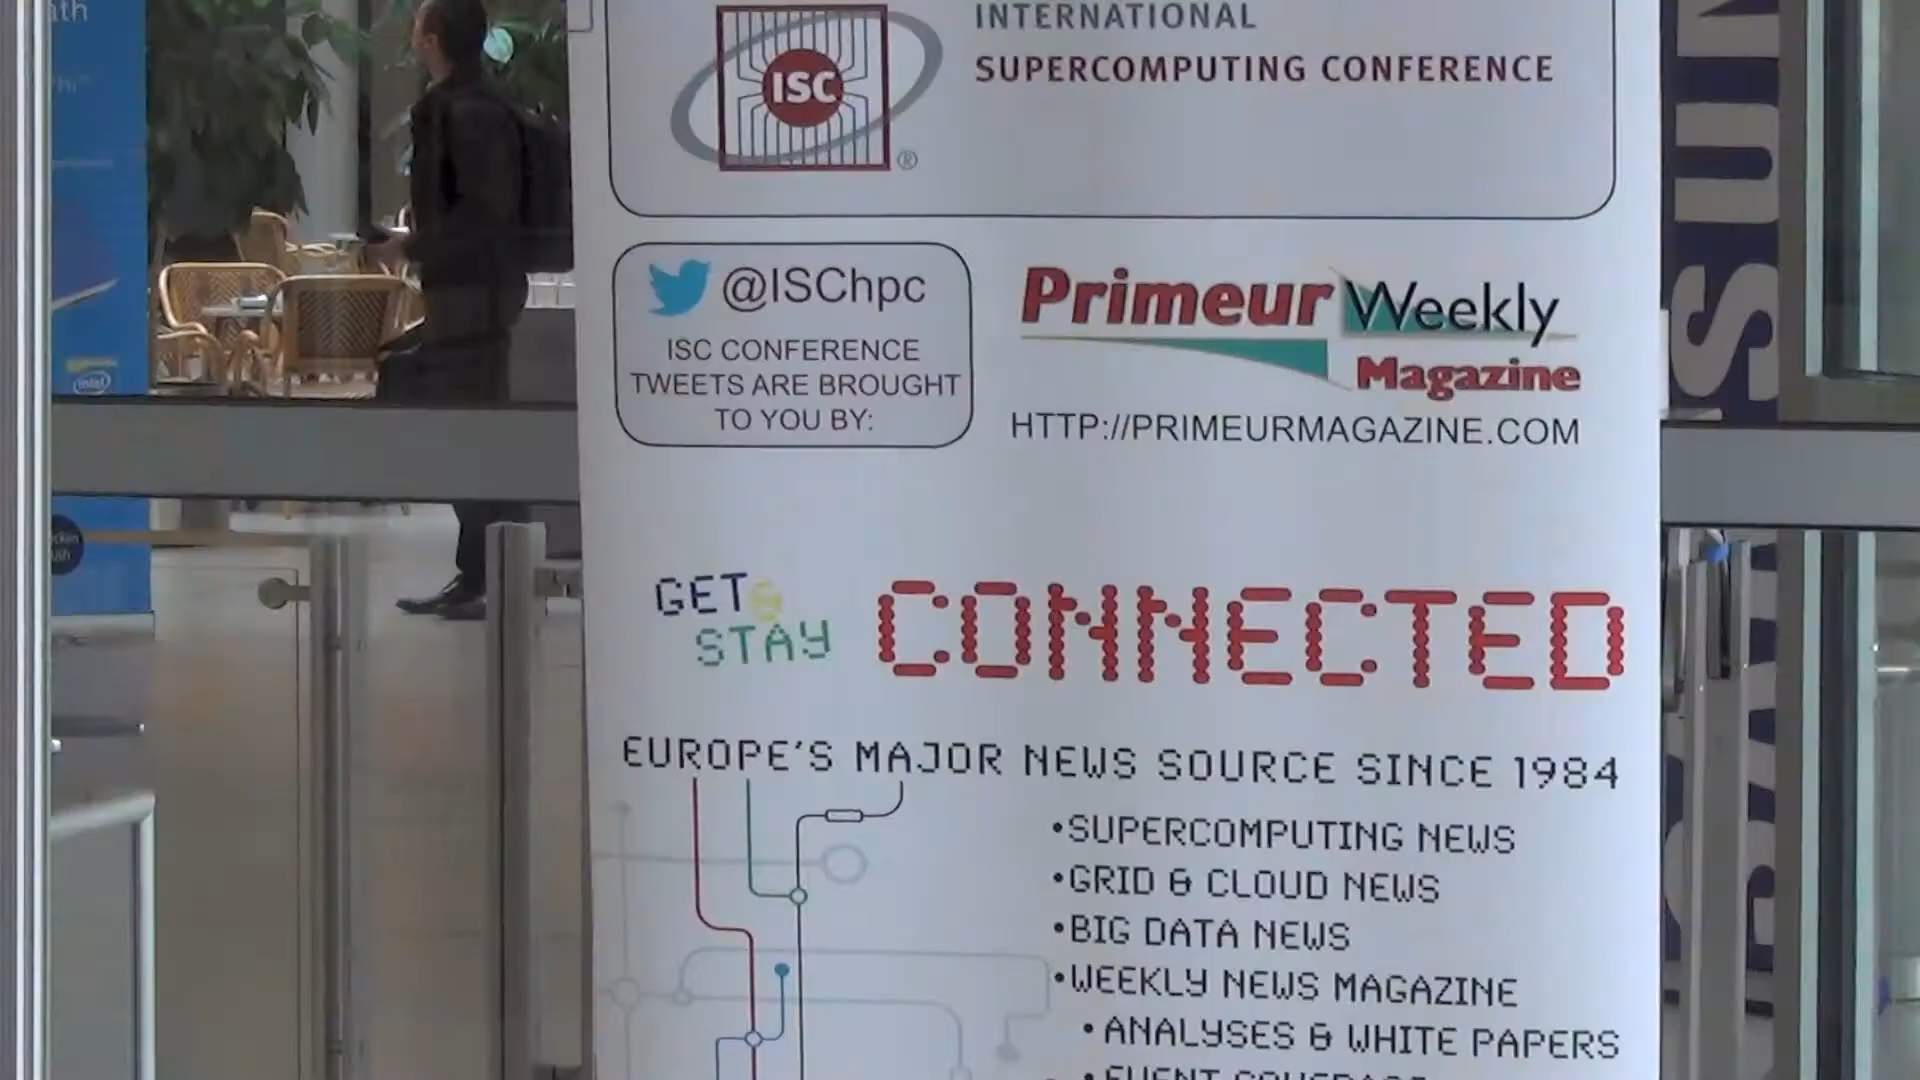 INTERNATIONAL
SUPERCOMPUTING CONFERENCE
ISC
®
@ISChpc
ISC CONFERENCE
TWEETS ARE BROUGHT
TO YOU BY:
Primeur Weekly
Magazine
HTTP://PRIMEURMAGAZINE.COM
GET &
STAY
CONNECTED
EUROPE'S MAJOR NEWS SOURCE SINCE 1984
•SUPERCOMPUTING NEWS
•GRID & CLOUD NEWS
•BIG DATA NEWS
•WEEKLY NEWS MAGAZINE
•ANALYSES & WHITE PAPERS
intel